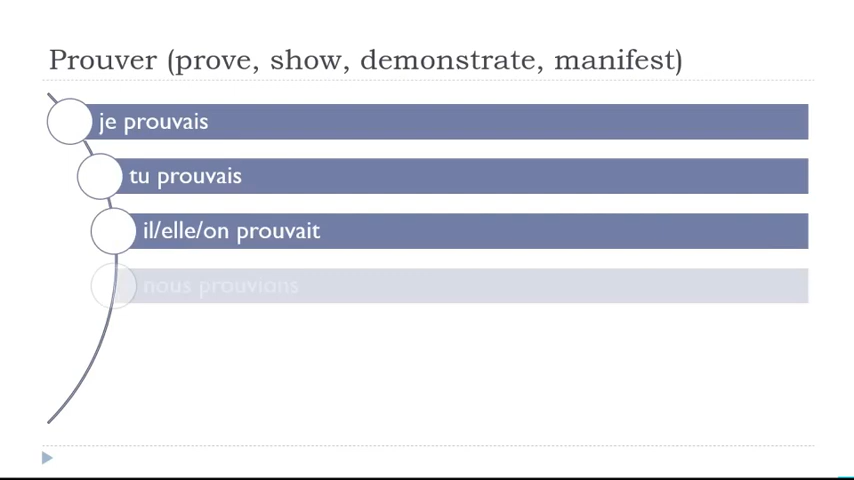 Prouver (prove, show, demonstrate, manifest)
je prouvais
tu prouvais
il/elle/on prouvait
nous prouvions